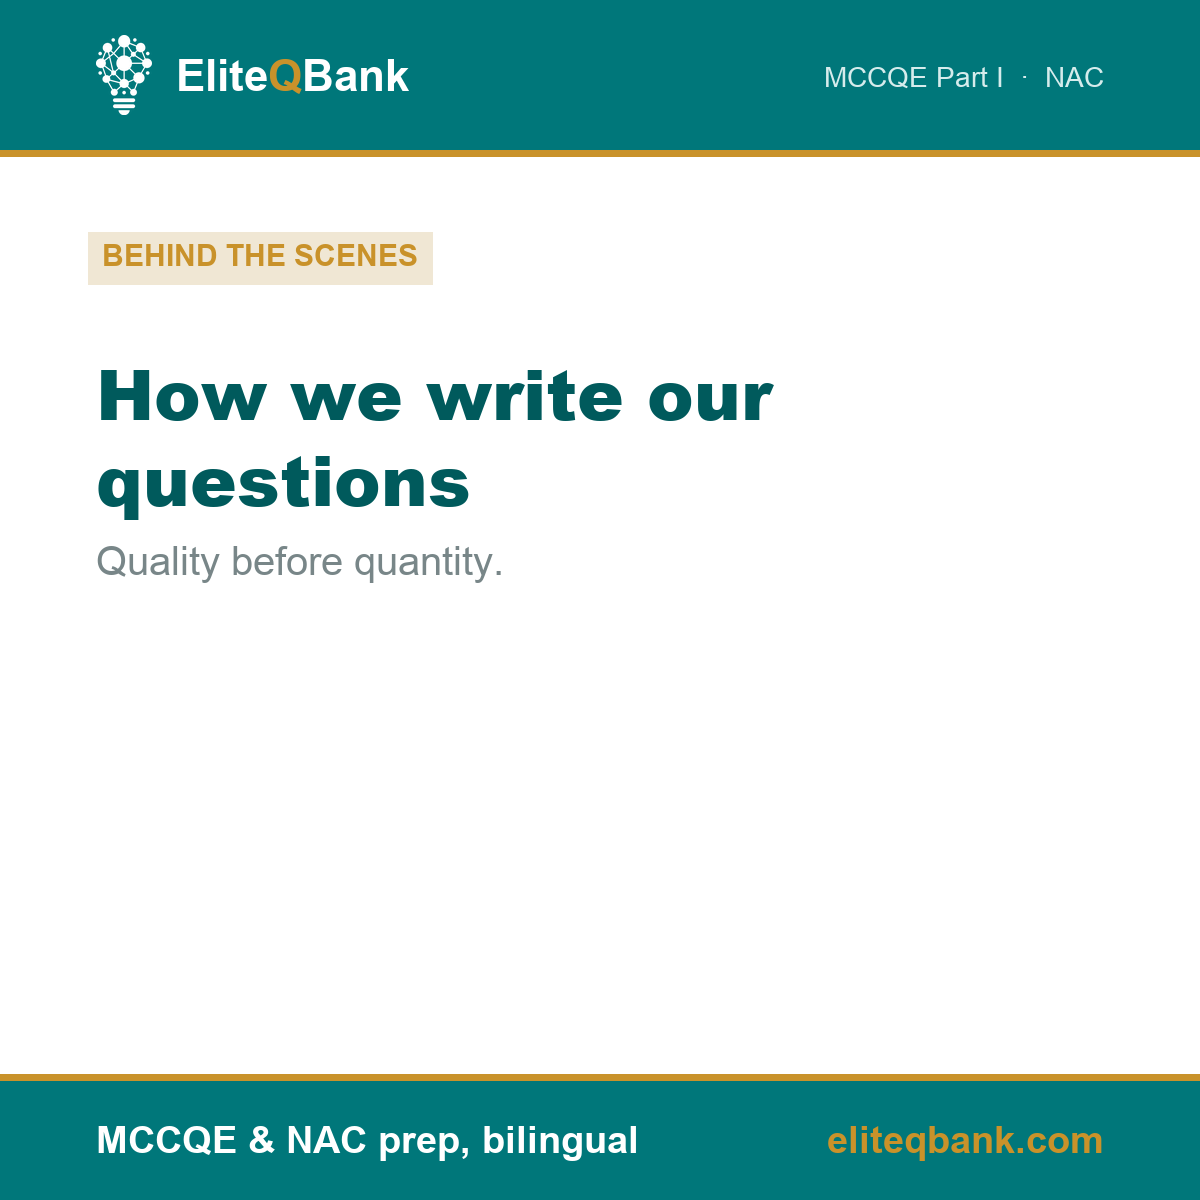 EliteQBank
MCCQE Part I · NAC
BEHIND THE SCENES
How we write our
questions
Quality before quantity.
MCCQE & NAC prep, bilingual
eliteqbank.com